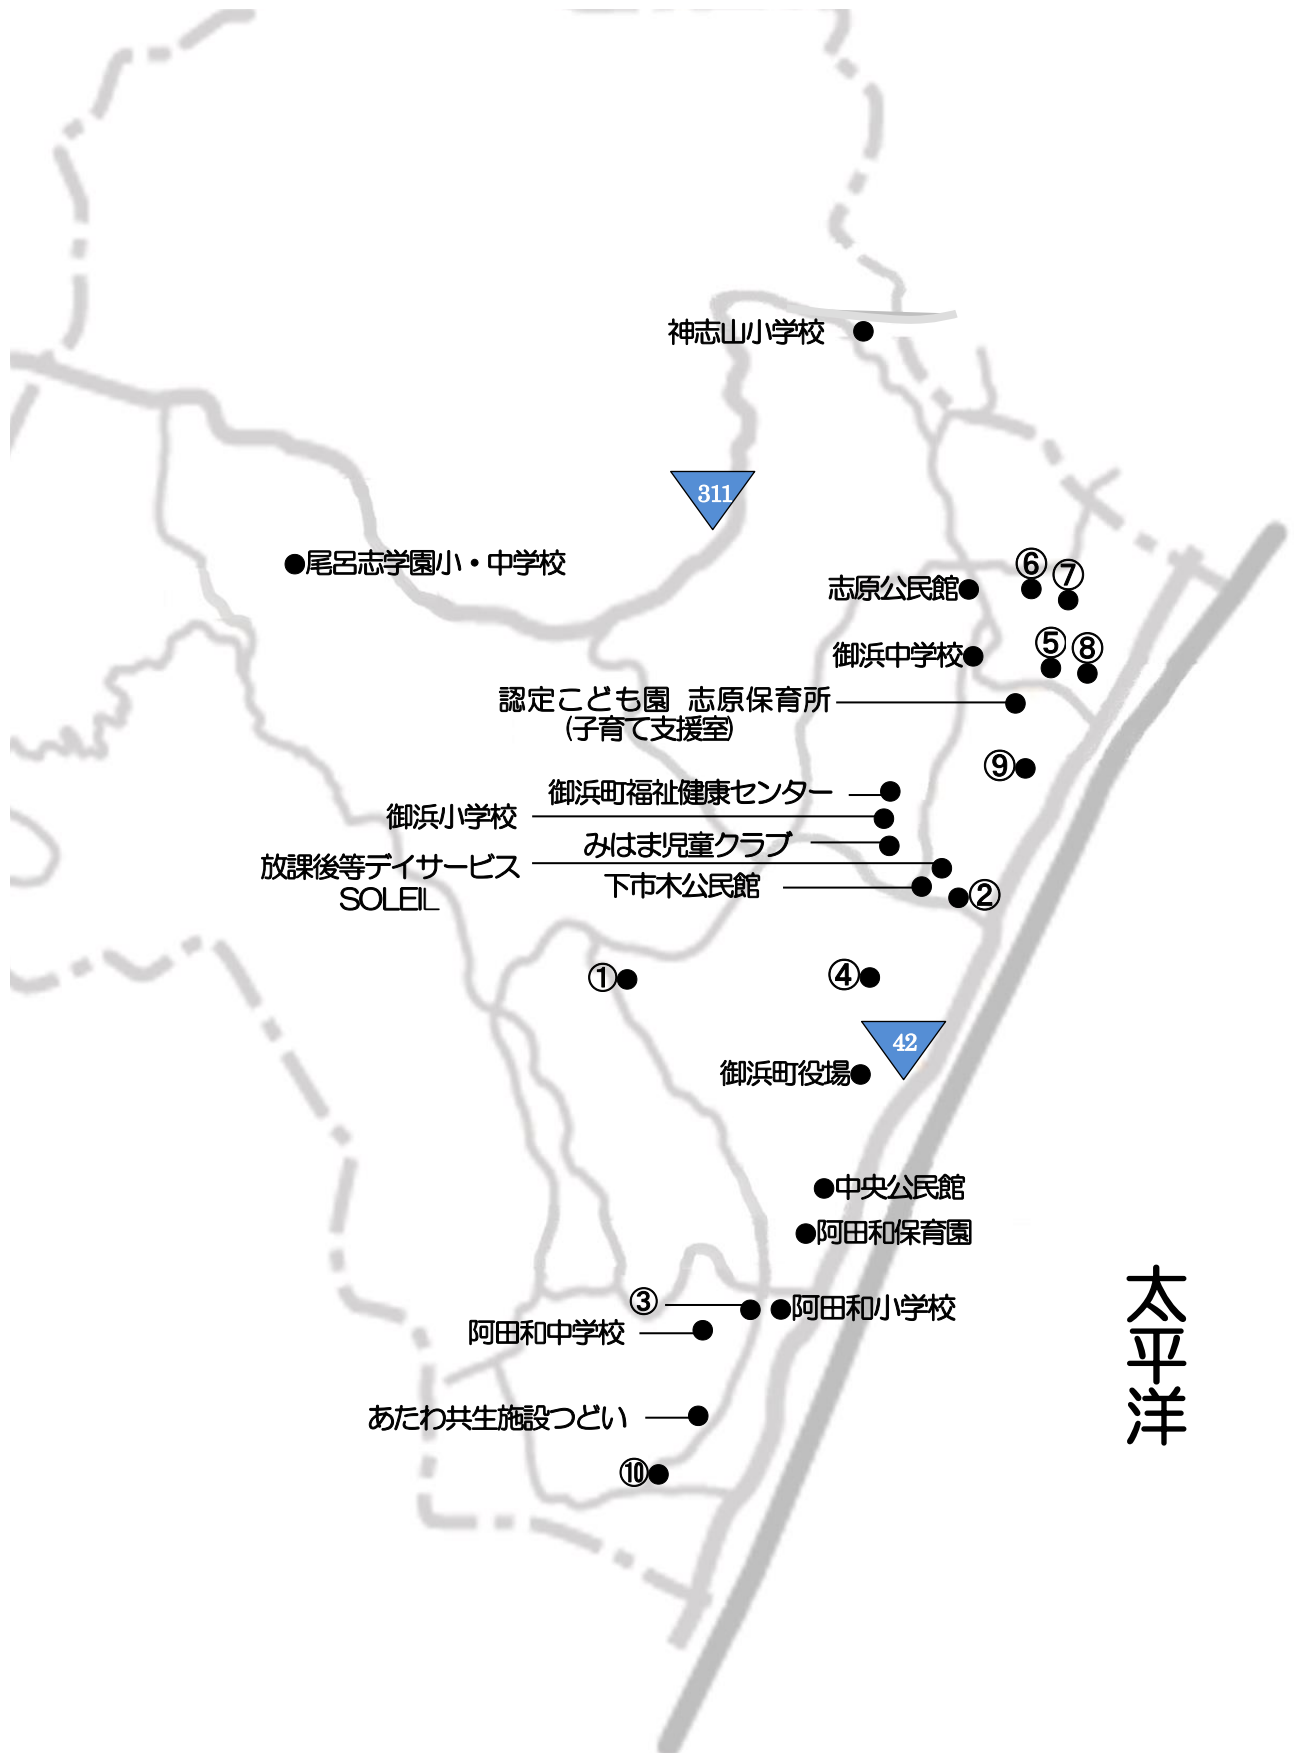 神志山小学校
311
尾呂志学園小・中学校
⑥
⑦
志原公民館
⑤
⑧
御浜中学校
認定こども園 志原保育所
(子育て支援室)
⑨
御浜町福祉健康センター
御浜小学校
みはま児童クラブ
放課後等デイサービス
SOLEIL
下市木公民館
②
①
④
42
御浜町役場
中央公民館
阿田和保育園
③
阿田和小学校
阿田和中学校
太平洋
あたわ共生施設つどい
⑩